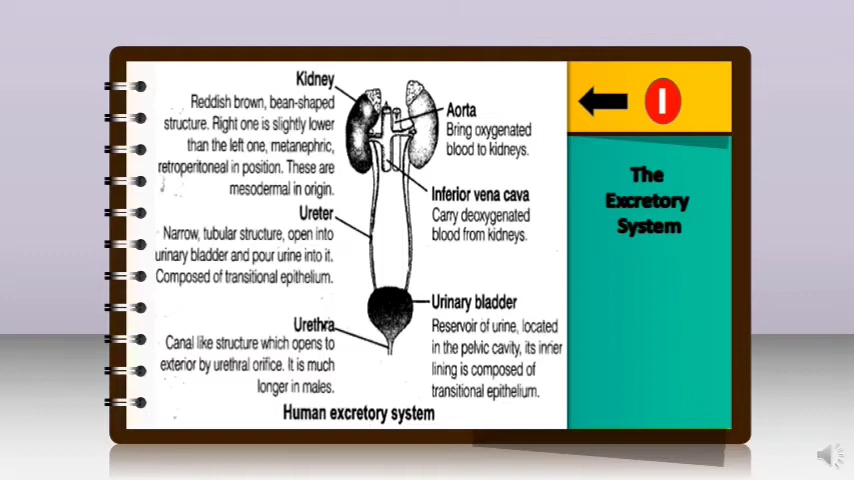 Kidney
Reddish brown, bean-shaped
structure. Right one is slightly lower
than the left one, metanephric,
retroperitoneal in position. These are
mesodermal in origin.
Ureter
Narrow, tubular structure, open into
urinary bladder and pour urine into it.
Composed of transitional epithelium.
Urethra
Canal like structure which opens to
exterior by urethral orifice. It is much
longer in males.
Aorta
Bring oxygenated
blood to kidneys.
Inferior vena cava
Carry deoxygenated
blood from kidneys.
Urinary bladder
Reservoir of urine, located
in the pelvic cavity, its inner
lining is composed of
transitional epithelium.
Human excretory system
I
The
Excretory
System